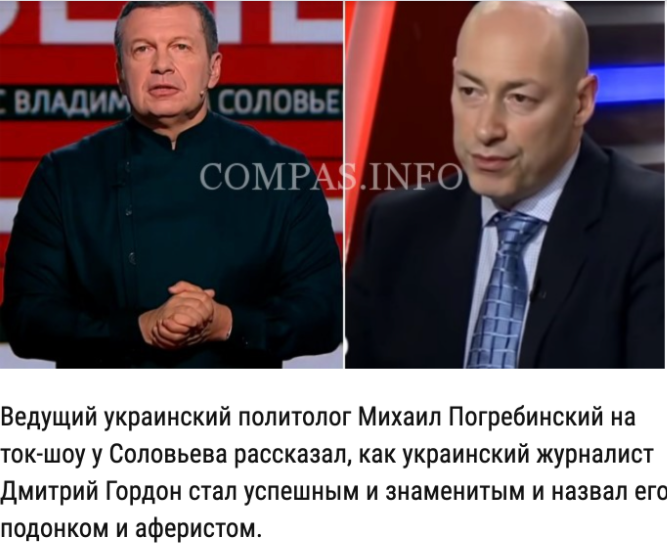 С ВЛАДИМ СОЛОВЬЕ
COMPAS.INFO
Ведущий украинский политолог Михаил Погребинский на
ток-шоу у Соловьева рассказал, как украинский журналист
Дмитрий Гордон стал успешным и знаменитым и назвал его
подонком и аферистом.